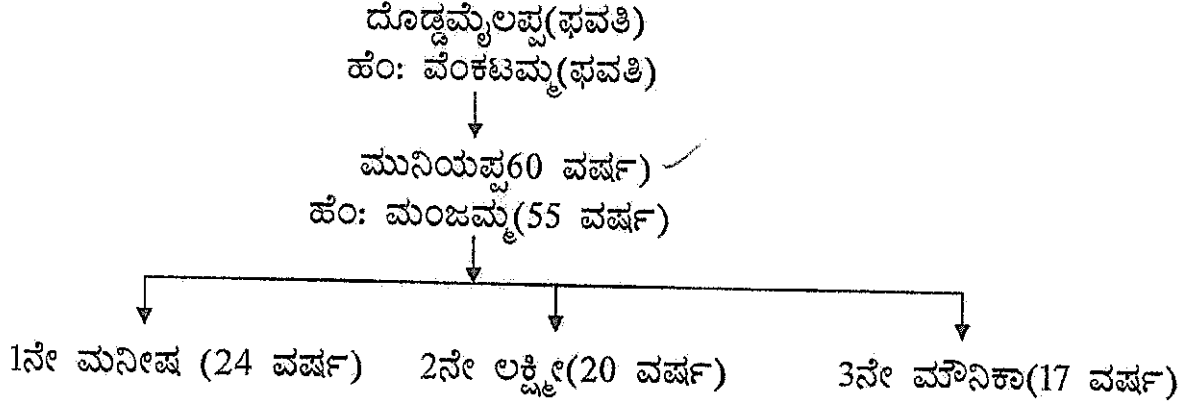 ದೊಡ್ಡಮೈಲಪ್ಪ(ಫವತಿ)
ಹೆಂ: ವೆಂಕಟಮ್ಮ(ಫವತಿ)
ಮುನಿಯಪ್ಪ60 ವರ್ಷ)
ಹೆಂ: ಮಂಜಮ್ಮ(55 ವರ್ಷ)
1ನೇ ಮನೀಷ (24 ವರ್ಷ) 2ನೇ ಲಕ್ಷ್ಮೀ(20 ವರ್ಷ) 3ನೇ ಮೌನಿಕಾ(17 ವರ್ಷ)